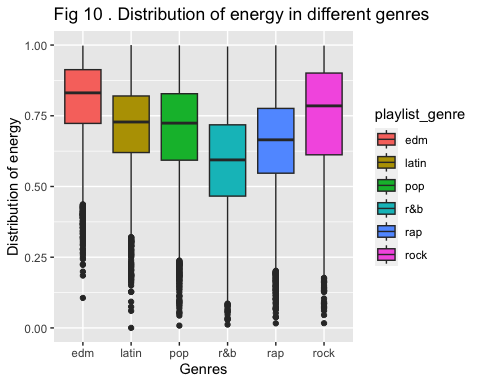 Fig 10 . Distribution of energy in different genres
Distribution of energy
1.00
0.75
0.50
0.25
0.00
edm latin pop r&b rap rock
Genres
playlist_genre
edm
latin
pop
r&b
rap
rock